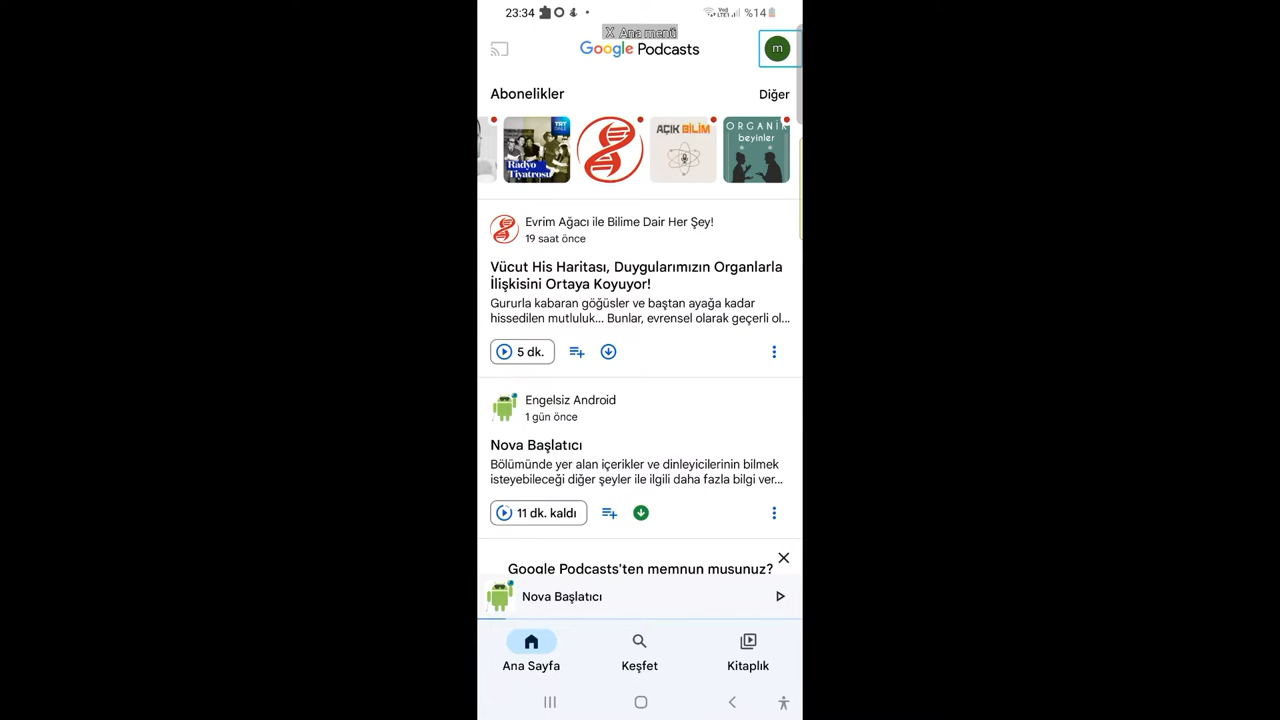 23:34 %14
X Ana menü
Google Podcasts
m
Abonelikler Diğer
TRT DİNLE
Radyo
Tiyatrosu
AÇIK BİLİM
ORGANİK
beyinler
Evrim Ağacı ile Bilime Dair Her Şey!
19 saat önce
Vücut His Haritası, Duygularımızın Organlarla
İlişkisini Ortaya Koyuyor!
Gururla kabaran göğüsler ve baştan ayağa kadar
hissedilen mutluluk... Bunlar, evrensel olarak geçerli ol...
5 dk.
Engelsiz Android
1 gün önce
Nova Başlatıcı
Bölümünde yer alan içerikler ve dinleyicilerinin bilmek
isteyebileceği diğer şeyler ile ilgili daha fazla bilgi ver...
11 dk. kaldı
Google Podcasts'ten memnun musunuz?
Nova Başlatıcı
Ana Sayfa Keşfet Kitaplık